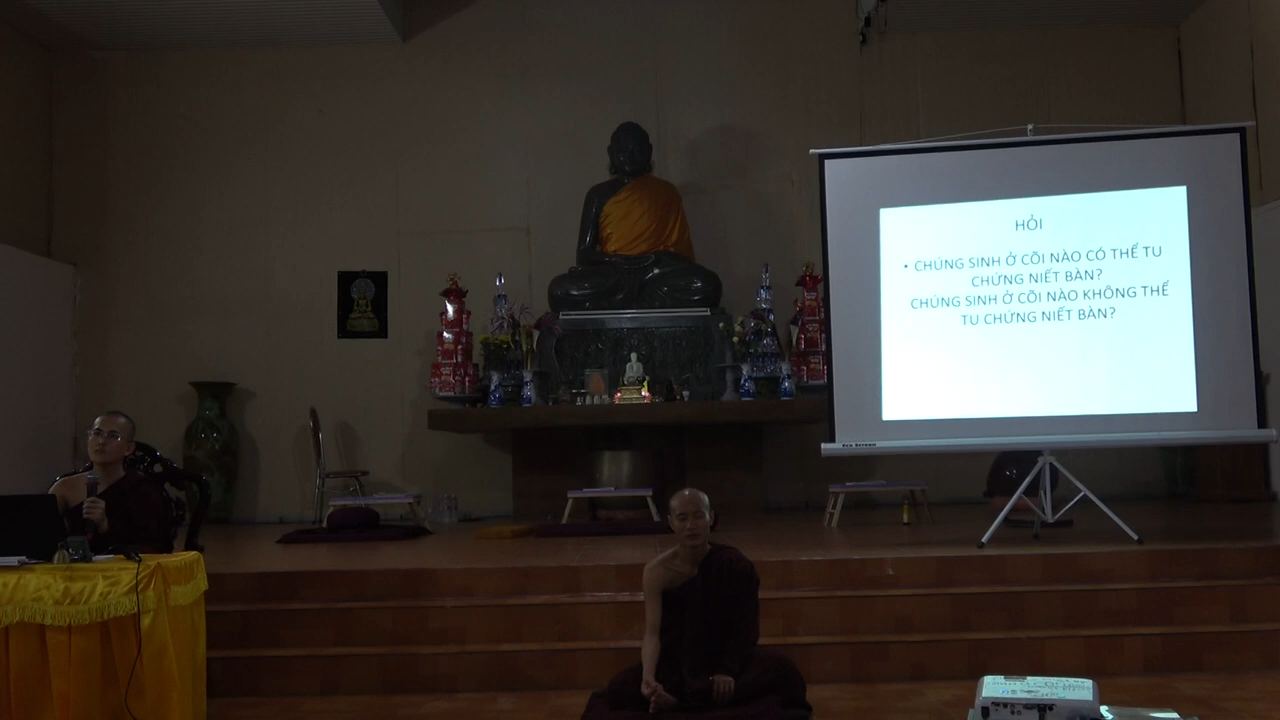 HỎI
• CHÚNG SINH Ở CÕI NÀO CÓ THỂ TU
CHỨNG NIẾT BÀN?
CHÚNG SINH Ở CÕI NÀO KHÔNG THỂ
TU CHỨNG NIẾT BÀN?